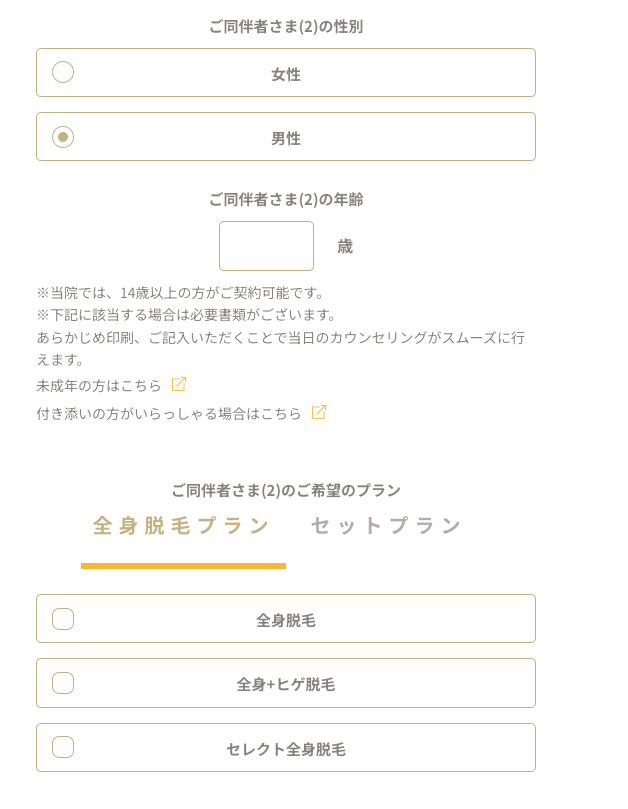 ご同伴者さま(2)の性別
女性
男性
ご同伴者さま(2)の年齢
歳
※当院では、14歳以上の方がご契約可能です。
※下記に該当する場合は必要書類がございます。
あらかじめ印刷、ご記入いただくことで当日のカウンセリングがスムーズに行
えます。
未成年の方はこちら
付き添いの方がいらっしゃる場合はこちら
ご同伴者さま(2)のご希望のプラン
全身脱毛プラン セットプラン
全身脱毛
全身+ヒゲ脱毛
セレクト全身脱毛